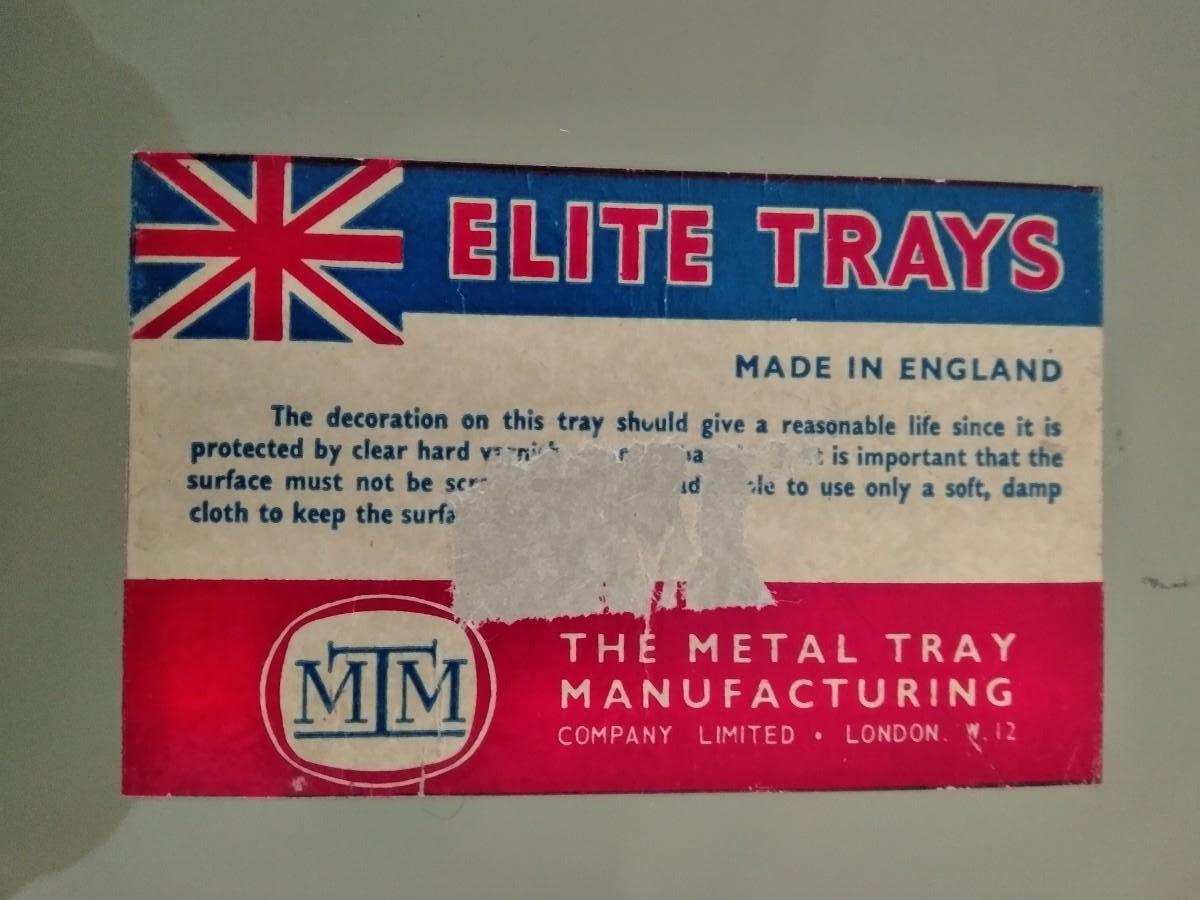 ELITE TRAYS
MADE IN ENGLAND
The decoration on this tray should give a reasonable life since it is
protected by clear hard is important that the
surface must not be to use only a soft, damp
cloth to keep the
MTM
THE METAL TRAY
MANUFACTURING
COMPANY LIMITED • LONDON. W.12